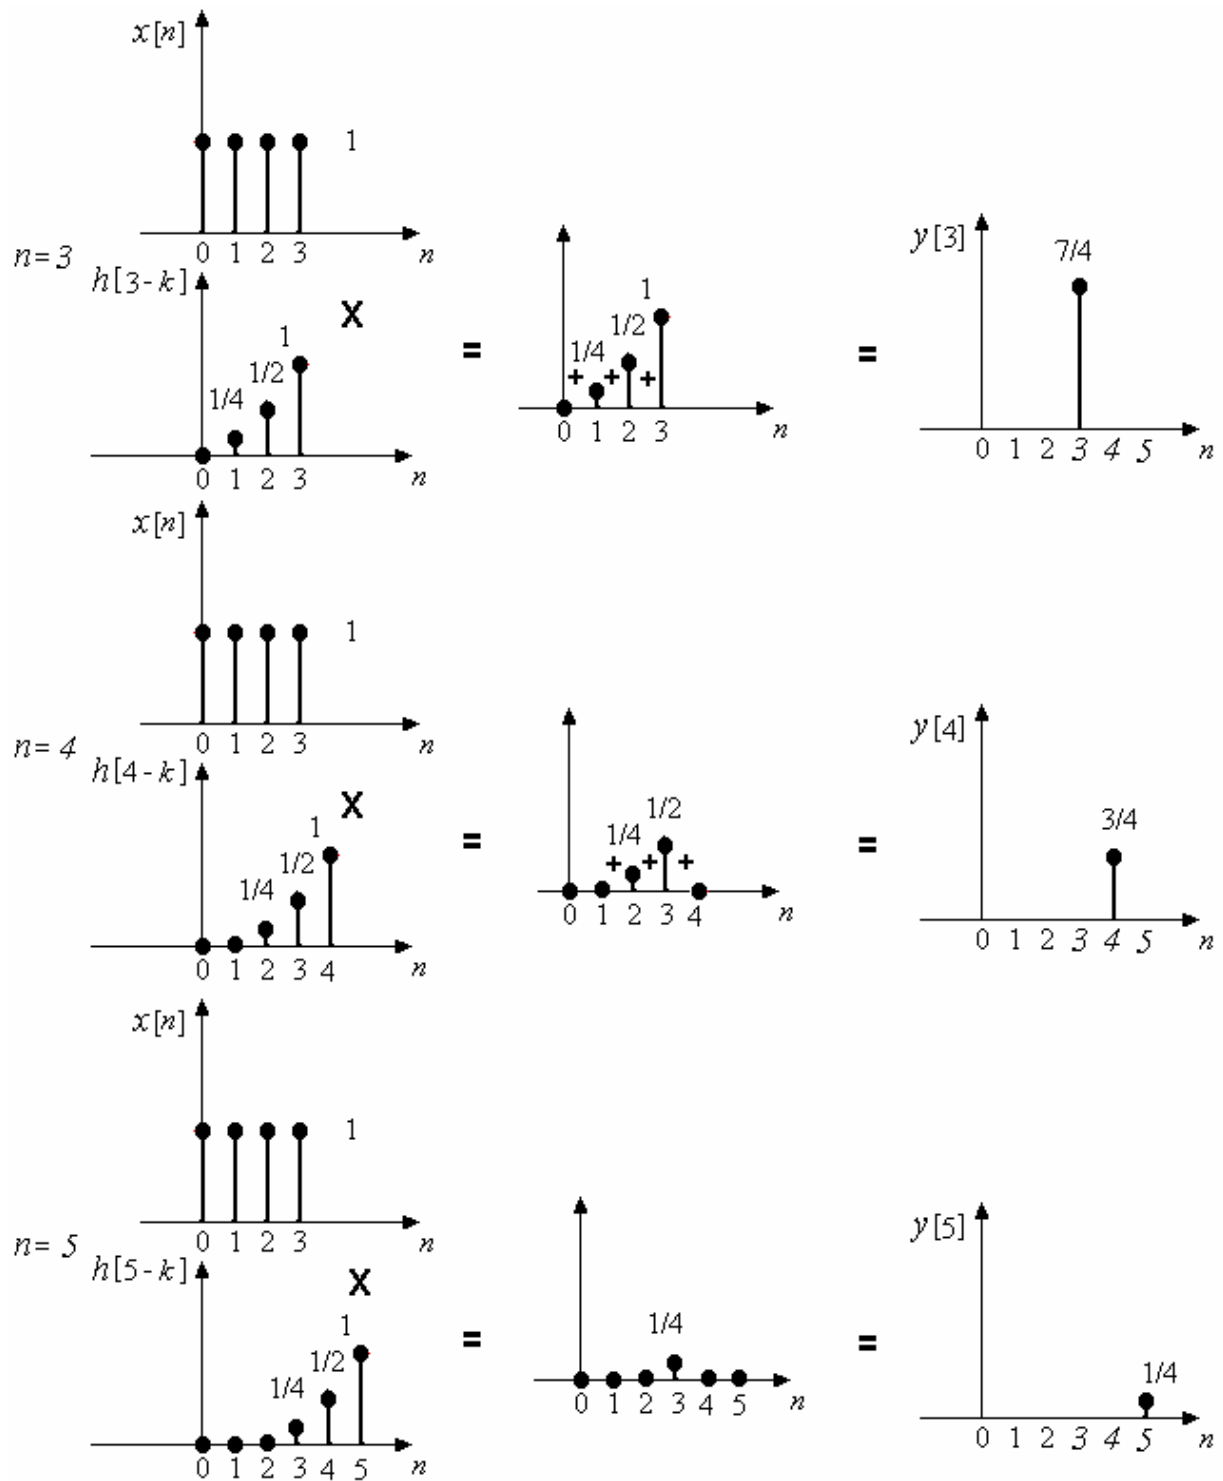 x[n]
1
0 1 2 3 n
n=3
h[3-k]
X
1
1/2
1/4
0 1 2 3 n
=
1
1/2
1/4
+ + +
0 1 2 3 n
=
y[3]
7/4
0 1 2 3 4 5 n
x[n]
1
0 1 2 3 n
n=4
h[4-k]
X
1
1/2
1/4
0 1 2 3 4 n
=
1/2
1/4
+ + +
0 1 2 3 4 n
=
y[4]
3/4
0 1 2 3 4 5 n
x[n]
1
0 1 2 3 n
n=5
h[5-k]
X
1
1/2
1/4
0 1 2 3 4 5 n
=
1/4
0 1 2 3 4 5 n
=
y[5]
1/4
0 1 2 3 4 5 n